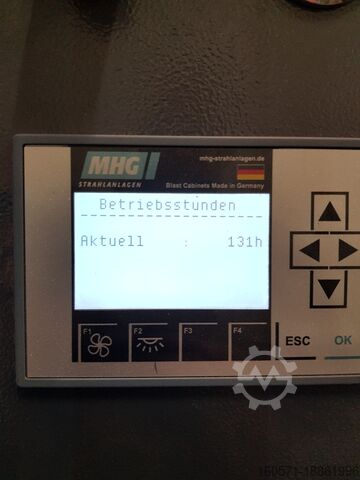 MHG
STRAHLANLAGEN
mhg-strahlanlagen.de
Blast Cabinets Made in Germany
Betriebsstunden
Aktuell : 131h
F1 F2 F3 F4
ESC OK